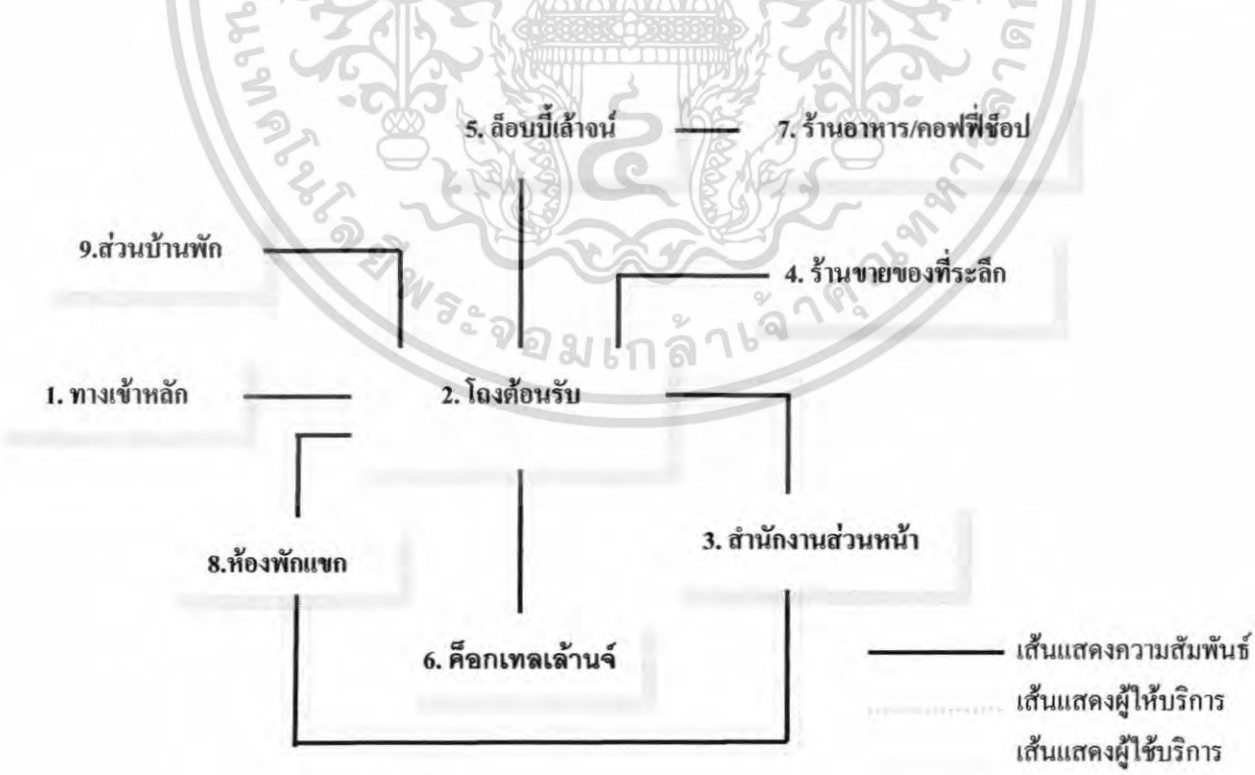 5. ล็อบบี้เล้าจน์
7. ร้านอาหาร/คอฟฟี่ช็อป
9.ส่วนบ้านพัก
4. ร้านขายของที่ระลึก
1. ทางเข้าหลัก
2. โถงต้อนรับ
3. สำนักงานส่วนหน้า
8.ห้องพักแขก
6. ค็อกเทลเล้านจ์
เส้นแสดงความสัมพันธ์
เส้นแสดงผู้ให้บริการ
เส้นแสดงผู้ใช้บริการ